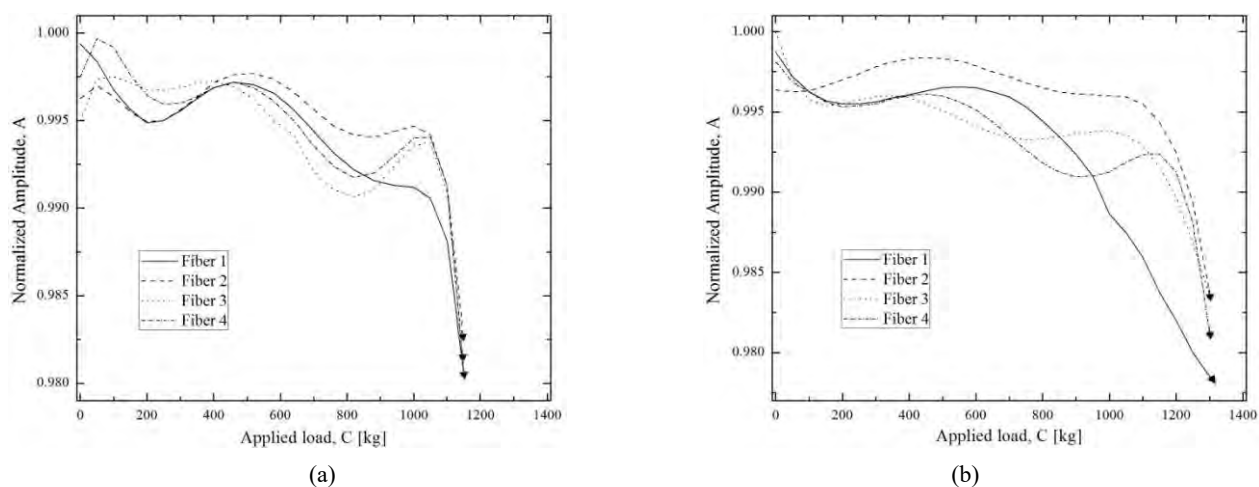 1.000
0.995
0.990
0.985
0.980
Normalized Amplitude, A
Fiber 1
Fiber 2
Fiber 3
Fiber 4
0 200 400 600 800 1000 1200 1400
Applied load, C [kg]
(a)
1.000
0.995
0.990
0.985
0.980
Normalized Amplitude, A
Fiber 1
Fiber 2
Fiber 3
Fiber 4
0 200 400 600 800 1000 1200 1400
Applied load, C [kg]
(b)